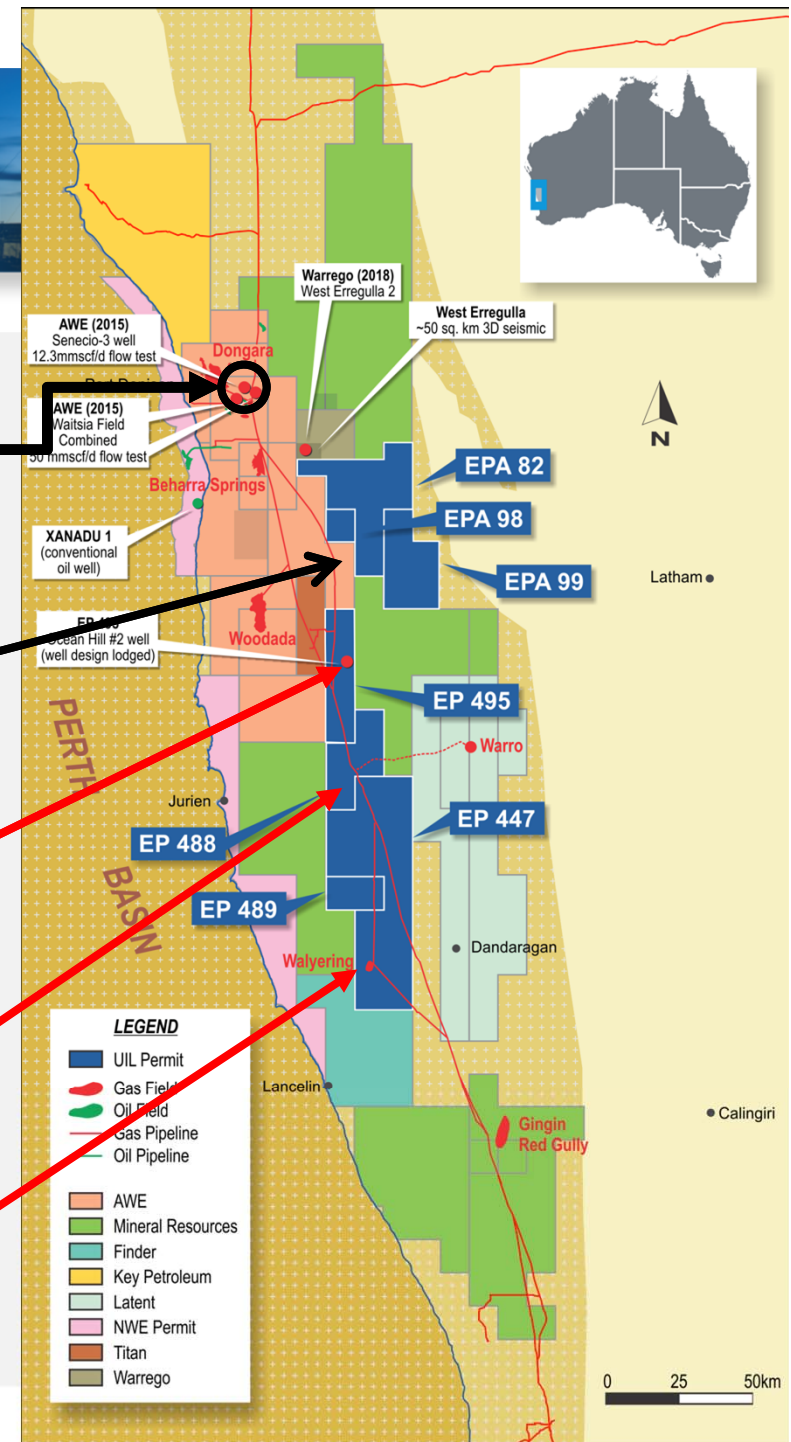 Warrego (2018)
West Erregulla 2
West Erregulla
~50 sq. km 3D seismic
AWE (2015)
Senecio-3 well
12.3mmscf/d flow test
Dongara
AWE (2015)
Waitsia Field
Combined
50 mmscf/d flow test
N
EPA 82
Beharra Springs
EPA 98
XANADU 1
(conventional
oil well)
EPA 99
Latham
Woodada
Ocean Hill #2 well
(well design lodged)
EP 495
PERTH
BASIN
Warro
Jurien
EP 488
EP 447
EP 489
Dandaragan
Walyering
LEGEND
UIL Permit
Gas Field
Oil Field
Gas Pipeline
Oil Pipeline
AWE
Mineral Resources
Finder
Key Petroleum
Latent
NWE Permit
Titan
Warrego
Lancelin
Gingin
Red Gully
Calingiri
0 25 50km